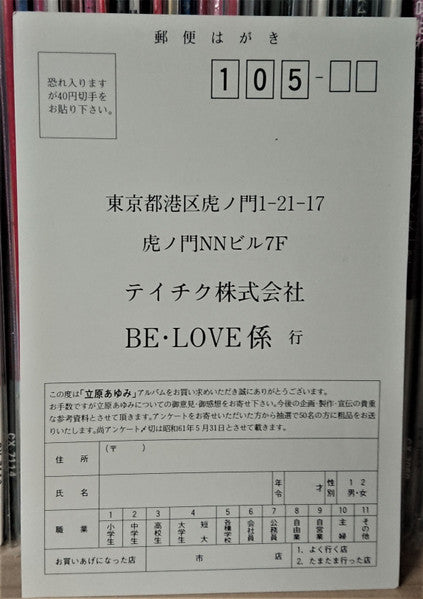 郵便はがき
恐れ入ります
が40円切手を
お貼り下さい。
105-
東京都港区虎ノ門1-21-17
虎ノ門NNビル7F
テイチク株式会社
BE・LOVE係 行
この度は「立原あゆみ」アルバムをお買い求めいただき誠にありがとうございます。
お手数ですが立原あゆみについての御意見・御感想をお寄せ下さい。今後の企画・製作・宣伝の貴重
な参考資料とさせて頂きます。アンケートをお寄せいただいた方から抽選で50名の方に粗品をお送
りいたします。尚アンケート〆切は昭和61年5月31日とさせて頂きます。
住所 (〒 )
氏名 年令 才 性別 1男・2女
職業 1小学生 2中学生 3高校生 4大学生 短大 5各種学校 6会社員 7公務員 8自由業 9自営業 10主婦 11その他
お買いあげになった店 市 店 1. よく行く店
2. たまたま行った店